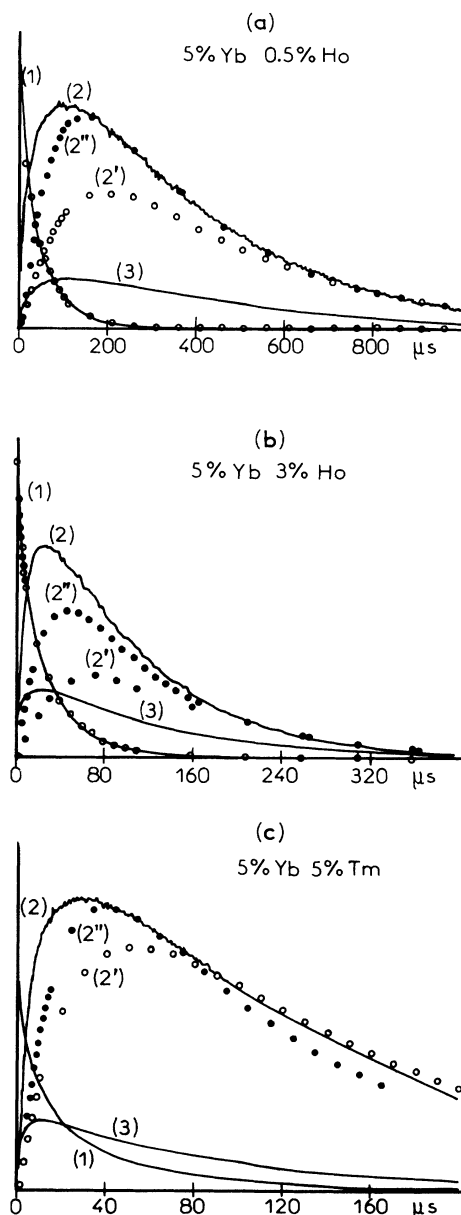 (a)
5% Yb 0.5% Ho
(1)
(2)
(2")
(2')
(3)
0 200 400 600 800 μs
(b)
5% Yb 3% Ho
(1)
(2)
(2")
(2')
(3)
0 80 160 240 320 μs
(c)
5% Yb 5% Tm
(2)
(2")
(2')
(3)
(1)
0 40 80 120 160 μs